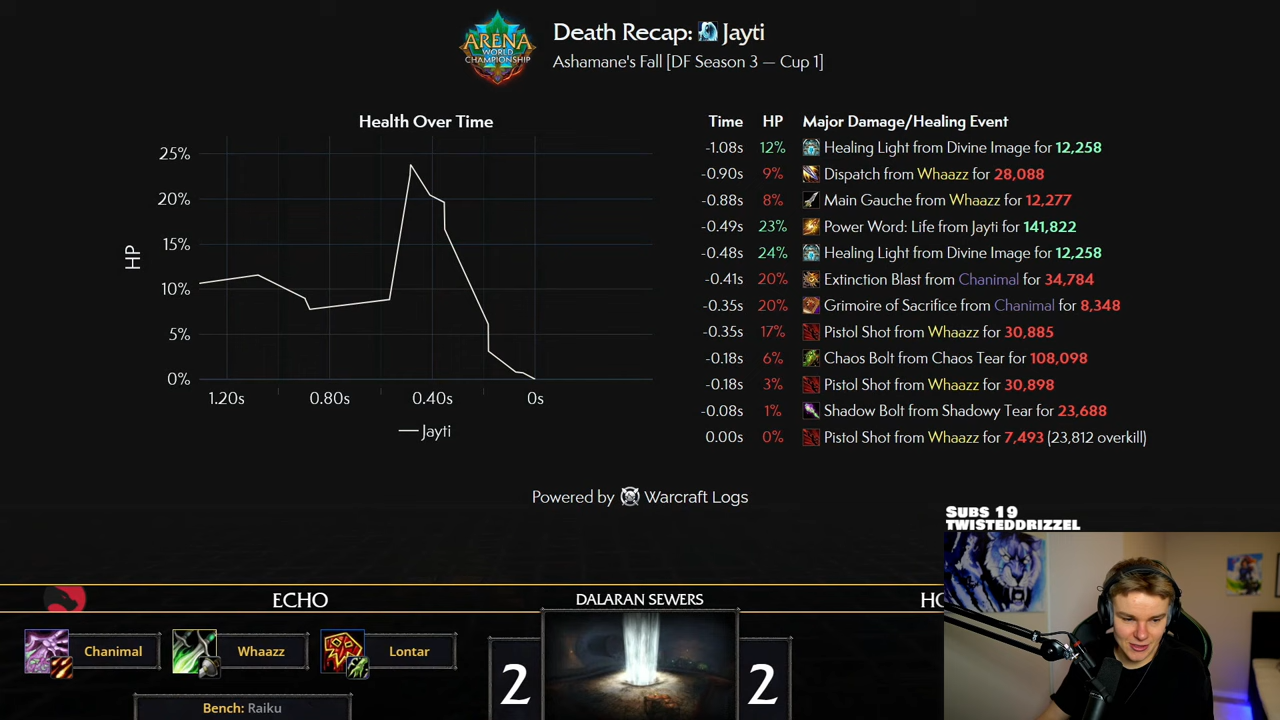 ARENA
WORLD
CHAMPIONSHIP
Death Recap: Jayti
Ashamane's Fall [DF Season 3 — Cup 1]
Health Over Time
25%
20%
15%
10%
5%
0%
HP
1.20s 0.80s 0.40s 0s
Jayti
Time HP Major Damage/Healing Event
-1.08s 12% Healing Light from Divine Image for 12,258
-0.90s 9% Dispatch from Whaazz for 28,088
-0.88s 8% Main Gauche from Whaazz for 12,277
-0.49s 23% Power Word: Life from Jayti for 141,822
-0.48s 24% Healing Light from Divine Image for 12,258
-0.41s 20% Extinction Blast from Chanimal for 34,784
-0.35s 20% Grimoire of Sacrifice from Chanimal for 8,348
-0.35s 17% Pistol Shot from Whaazz for 30,885
-0.18s 6% Chaos Bolt from Chaos Tear for 108,098
-0.18s 3% Pistol Shot from Whaazz for 30,898
-0.08s 1% Shadow Bolt from Shadowy Tear for 23,688
0.00s 0% Pistol Shot from Whaazz for 7,493 (23,812 overkill)
Powered by Warcraft Logs
SUBS 19
TWISTEDDRIZZEL
ECHO
DALARAN SEWERS
HO
Chanimal
Whaazz
Lontar
2
2
Bench: Raiku